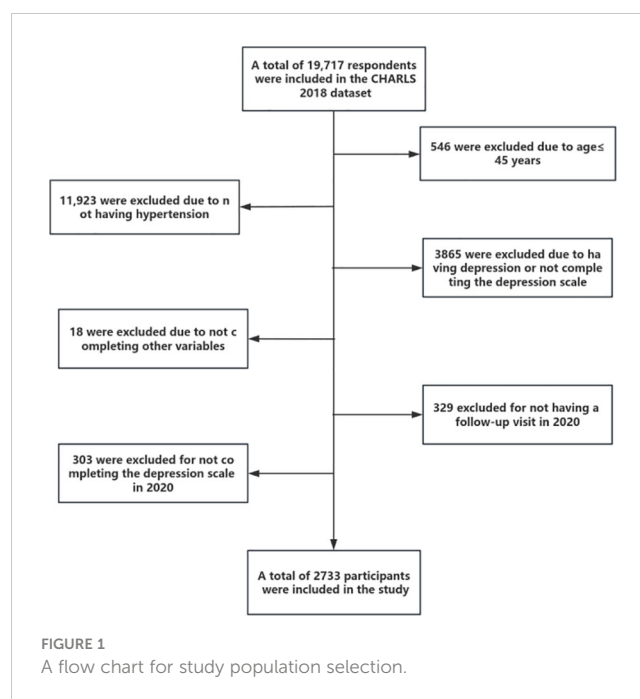 A total of 19,717 respondents
were included in the CHARLS
2018 dataset
546 were excluded due to age≤
45 years
11,923 were excluded due to n
ot having hypertension
3865 were excluded due to ha
ving depression or not comple
ting the depression scale
18 were excluded due to not c
ompleting other variables
329 excluded for not having a
follow-up visit in 2020
303 were excluded for not co
mpleting the depression scale
in 2020
A total of 2733 participants
were included in the study
FIGURE 1
A flow chart for study population selection.